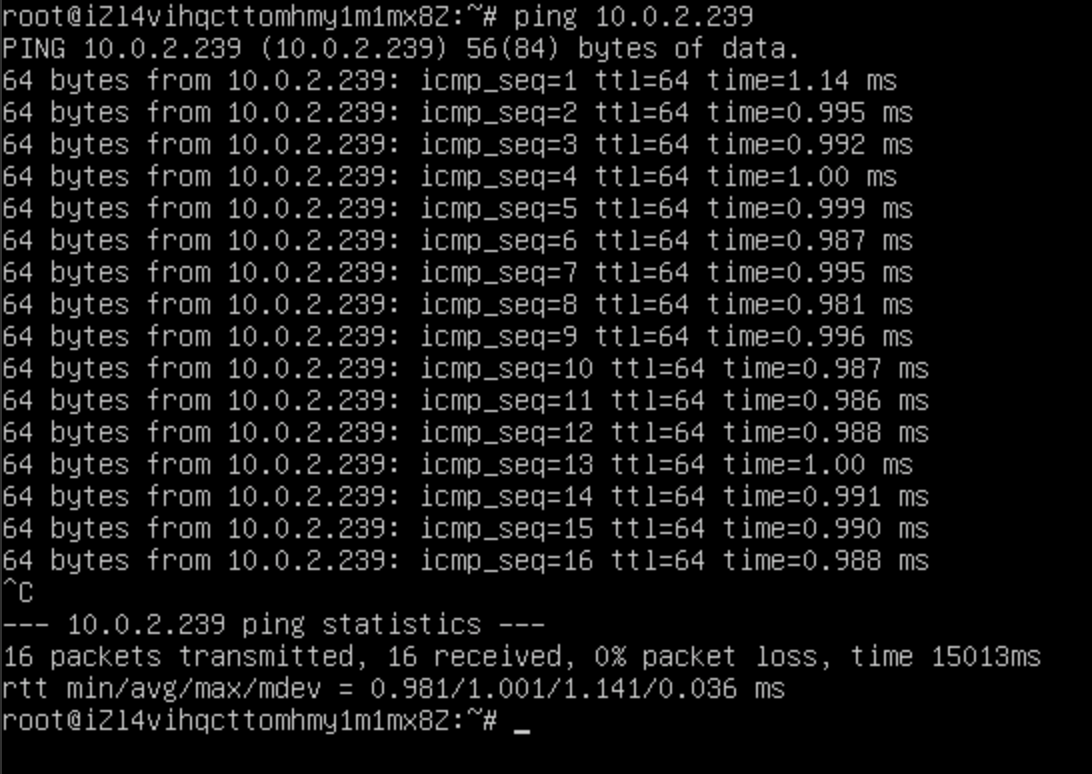 root@iZl4vihqcttomhmy1m1mx8Z:~# ping 10.0.2.239
PING 10.0.2.239 (10.0.2.239) 56(84) bytes of data.
64 bytes from 10.0.2.239: icmp_seq=1 ttl=64 time=1.14 ms
64 bytes from 10.0.2.239: icmp_seq=2 ttl=64 time=0.995 ms
64 bytes from 10.0.2.239: icmp_seq=3 ttl=64 time=0.992 ms
64 bytes from 10.0.2.239: icmp_seq=4 ttl=64 time=1.00 ms
64 bytes from 10.0.2.239: icmp_seq=5 ttl=64 time=0.999 ms
64 bytes from 10.0.2.239: icmp_seq=6 ttl=64 time=0.987 ms
64 bytes from 10.0.2.239: icmp_seq=7 ttl=64 time=0.995 ms
64 bytes from 10.0.2.239: icmp_seq=8 ttl=64 time=0.981 ms
64 bytes from 10.0.2.239: icmp_seq=9 ttl=64 time=0.996 ms
64 bytes from 10.0.2.239: icmp_seq=10 ttl=64 time=0.987 ms
64 bytes from 10.0.2.239: icmp_seq=11 ttl=64 time=0.986 ms
64 bytes from 10.0.2.239: icmp_seq=12 ttl=64 time=0.988 ms
64 bytes from 10.0.2.239: icmp_seq=13 ttl=64 time=1.00 ms
64 bytes from 10.0.2.239: icmp_seq=14 ttl=64 time=0.991 ms
64 bytes from 10.0.2.239: icmp_seq=15 ttl=64 time=0.990 ms
64 bytes from 10.0.2.239: icmp_seq=16 ttl=64 time=0.988 ms
^C
--- 10.0.2.239 ping statistics ---
16 packets transmitted, 16 received, 0% packet loss, time 15013ms
rtt min/avg/max/mdev = 0.981/1.001/1.141/0.036 ms
root@iZl4vihqcttomhmy1m1mx8Z:~# _